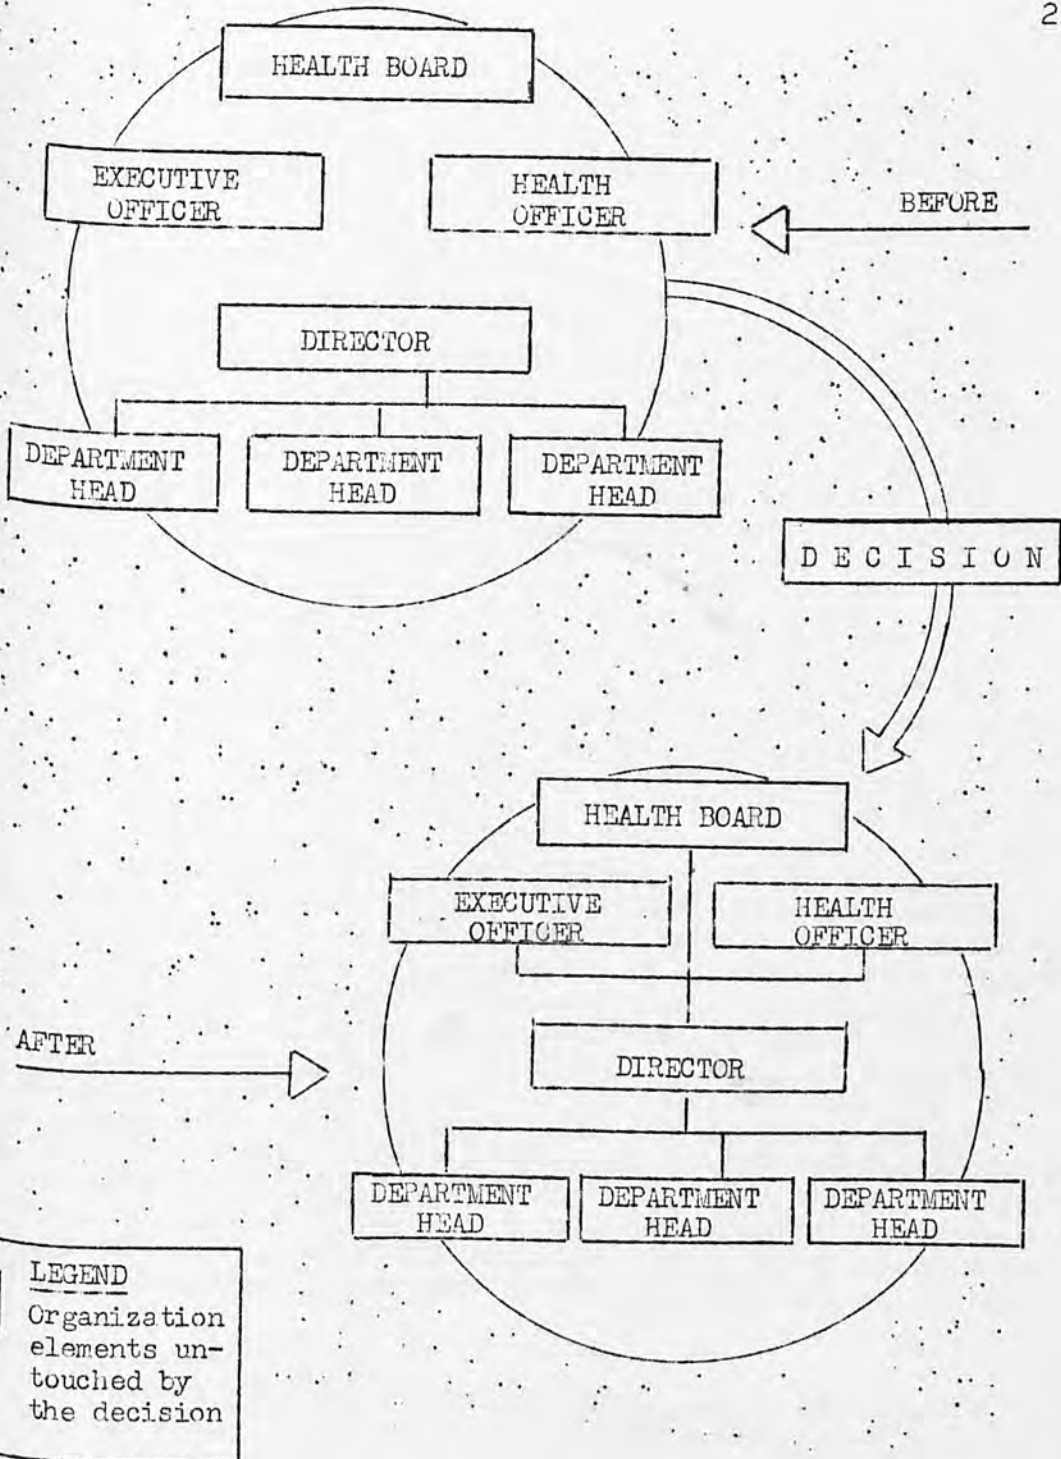 2
HEALTH BOARD
EXECUTIVE
OFFICER
HEALTH
OFFICER
BEFORE
DIRECTOR
DEPARTMENT
HEAD
DEPARTMENT
HEAD
DEPARTMENT
HEAD
DECISION
HEALTH BOARD
EXECUTIVE
OFFICER
HEALTH
OFFICER
AFTER
DIRECTOR
DEPARTMENT
HEAD
DEPARTMENT
HEAD
DEPARTMENT
HEAD
LEGEND
Organization
elements un-
touched by
the decision